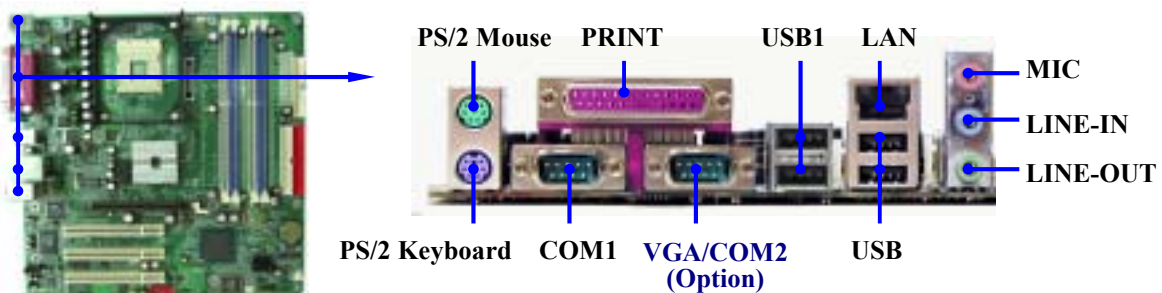 PS/2 Mouse
PRINT
USB1
LAN
MIC
LINE-IN
LINE-OUT
PS/2 Keyboard
COM1
VGA/COM2
(Option)
USB